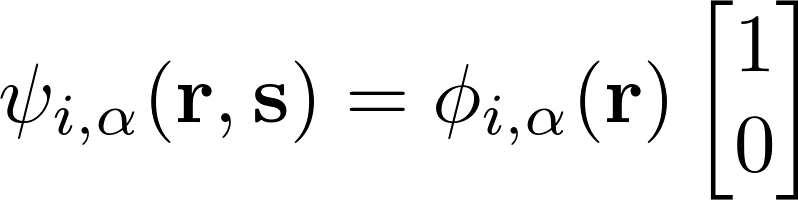 ψ_{i,α}(𝐫, 𝐬) = ϕ_{i,α}(𝐫) [1 0]